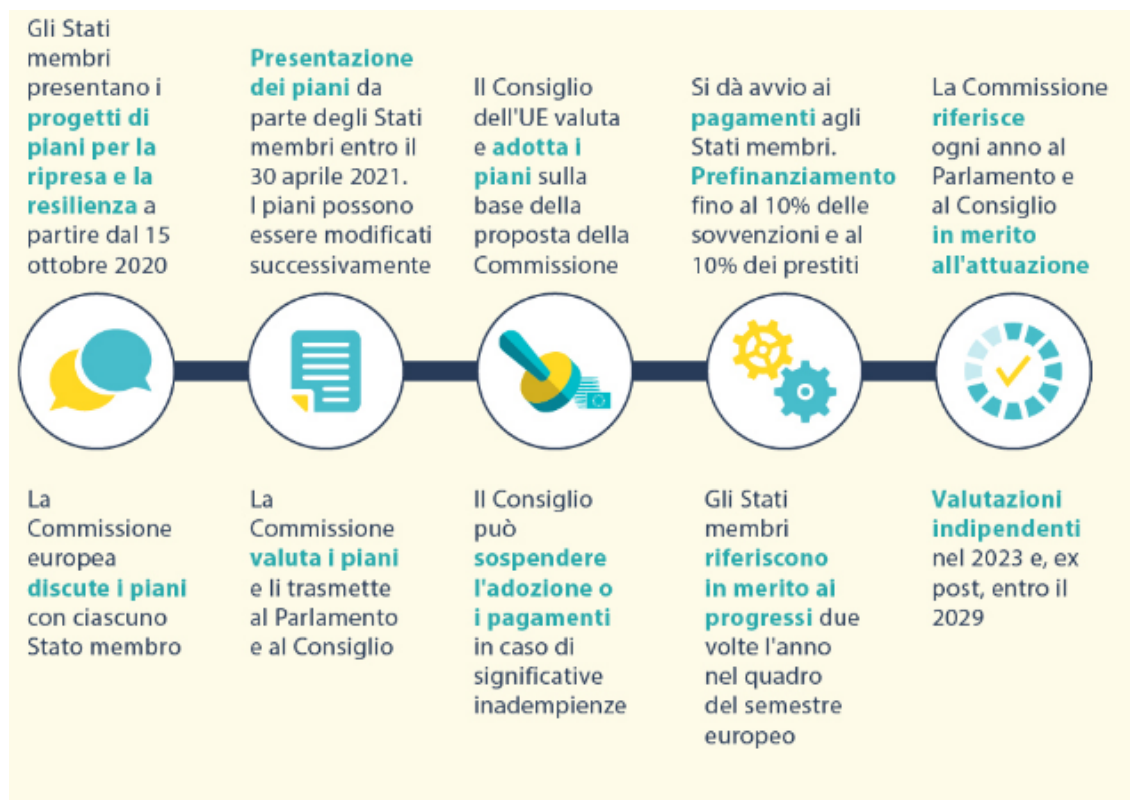 Gli Stati
membri
presentano i
progetti di
piani per la
ripresa e la
resilienza a
partire dal 15
ottobre 2020
Presentazione
dei piani da
parte degli Stati
membri entro il
30 aprile 2021.
I piani possono
essere modificati
successivamente
Il Consiglio
dell'UE valuta
e adotta i
piani sulla
base della
proposta della
Commissione
Si dà avvio ai
pagamenti agli
Stati membri.
Prefinanziamento
fino al 10% delle
sovvenzioni e al
10% dei prestiti
La Commissione
riferisce
ogni anno al
Parlamento e
al Consiglio
in merito
all'attuazione
La
Commissione
europea
discute i piani
con ciascuno
Stato membro
La
Commissione
valuta i piani
e li trasmette
al Parlamento
e al Consiglio
Il Consiglio
può
sospendere
l'adozione o
i pagamenti
in caso di
significative
inadempienze
Gli Stati
membri
riferiscono
in merito ai
progressi due
volte l'anno
nel quadro
del semestre
europeo
Valutazioni
indipendenti
nel 2023 e, ex
post, entro il
2029